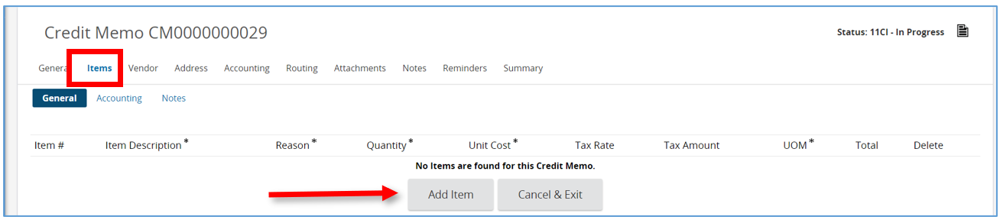 Credit Memo CM0000000029
Status: 11CI - In Progress
General Items Vendor Address Accounting Routing Attachments Notes Reminders Summary
General Accounting Notes
Item # Item Description * Reason * Quantity * Unit Cost * Tax Rate Tax Amount UOM * Total Delete
No Items are found for this Credit Memo.
Add Item Cancel & Exit